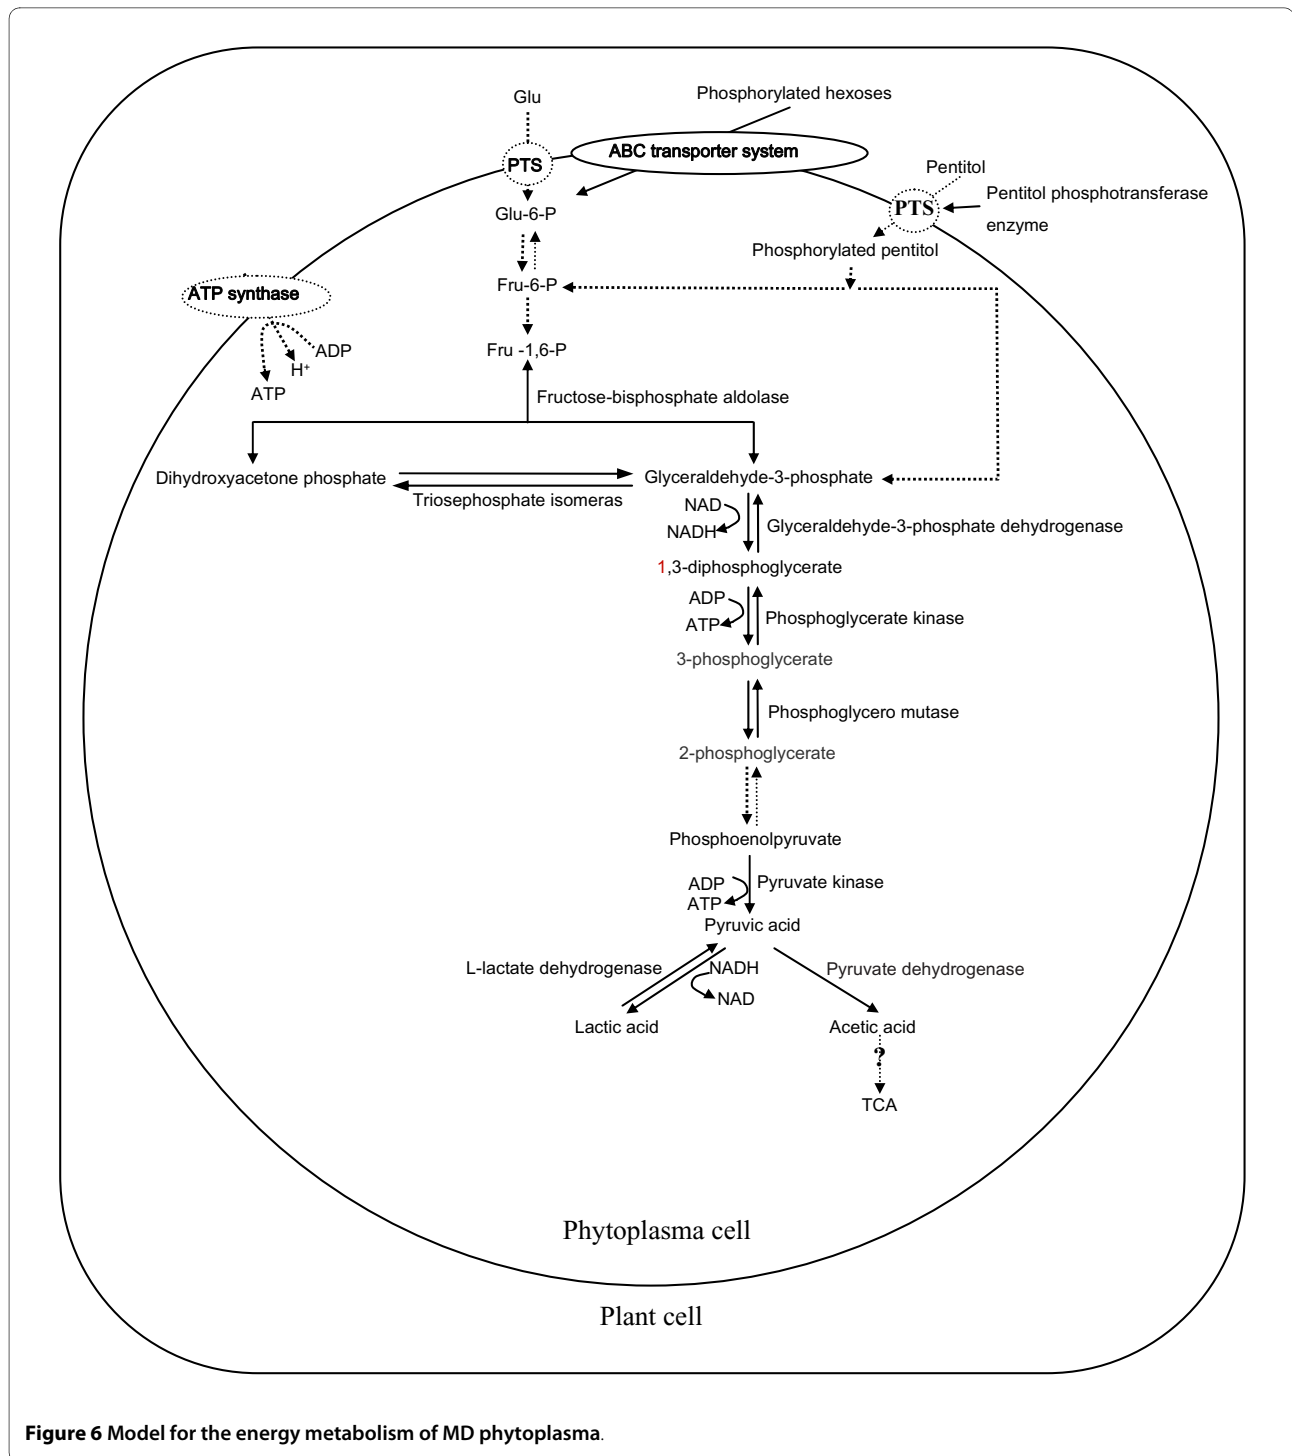 Glu
Phosphorylated hexoses
PTS
ABC transporter system
Pentitol
PTS
Pentitol phosphotransferase
enzyme
Glu-6-P
Phosphorylated pentitol
Fru-6-P
ATP synthase
ADP
H+
ATP
Fru -1,6-P
Fructose-bisphosphate aldolase
Dihydroxyacetone phosphate
Glyceraldehyde-3-phosphate
Triosephosphate isomeras
NAD
NADH
Glyceraldehyde-3-phosphate dehydrogenase
1,3-diphosphoglycerate
ADP
ATP
Phosphoglycerate kinase
3-phosphoglycerate
Phosphoglycero mutase
2-phosphoglycerate
Phosphoenolpyruvate
ADP
ATP
Pyruvate kinase
Pyruvic acid
L-lactate dehydrogenase
NADH
NAD
Pyruvate dehydrogenase
Lactic acid
Acetic acid
?
TCA
Phytoplasma cell
Plant cell
Figure 6 Model for the energy metabolism of MD phytoplasma.